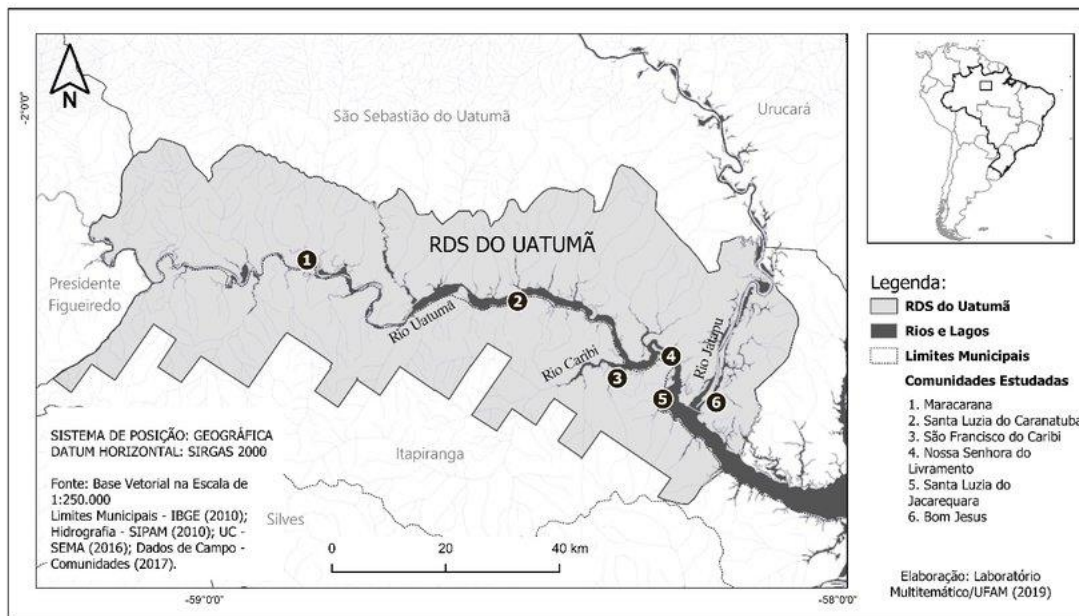 N
-2°0'0"
São Sebastião do Uatumã
Urucará
RDS DO UATUMÃ
Presidente
Figueiredo
1
2
3
4
5
6
Rio Uatumã
Rio Caribi
Rio Jatapu
Itapiranga
Silves
SISTEMA DE POSIÇÃO: GEOGRÁFICA
DATUM HORIZONTAL: SIRGAS 2000
Fonte: Base Vetorial na Escala de
1:250.000
Limites Municipais - IBGE (2010);
Hidrografia - SIPAM (2010); UC -
SEMA (2016); Dados de Campo -
Comunidades (2017).
0 20 40 km
-59°0'0"
-58°0'0"
Legenda:
RDS do Uatumã
Rios e Lagos
Limites Municipais
Comunidades Estudadas
1. Maracarana
2. Santa Luzia do Caranatuba
3. São Francisco do Caribi
4. Nossa Senhora do
Livramento
5. Santa Luzia do
Jacarequara
6. Bom Jesus
Elaboração: Laboratório
Multitemático/UFAM (2019)